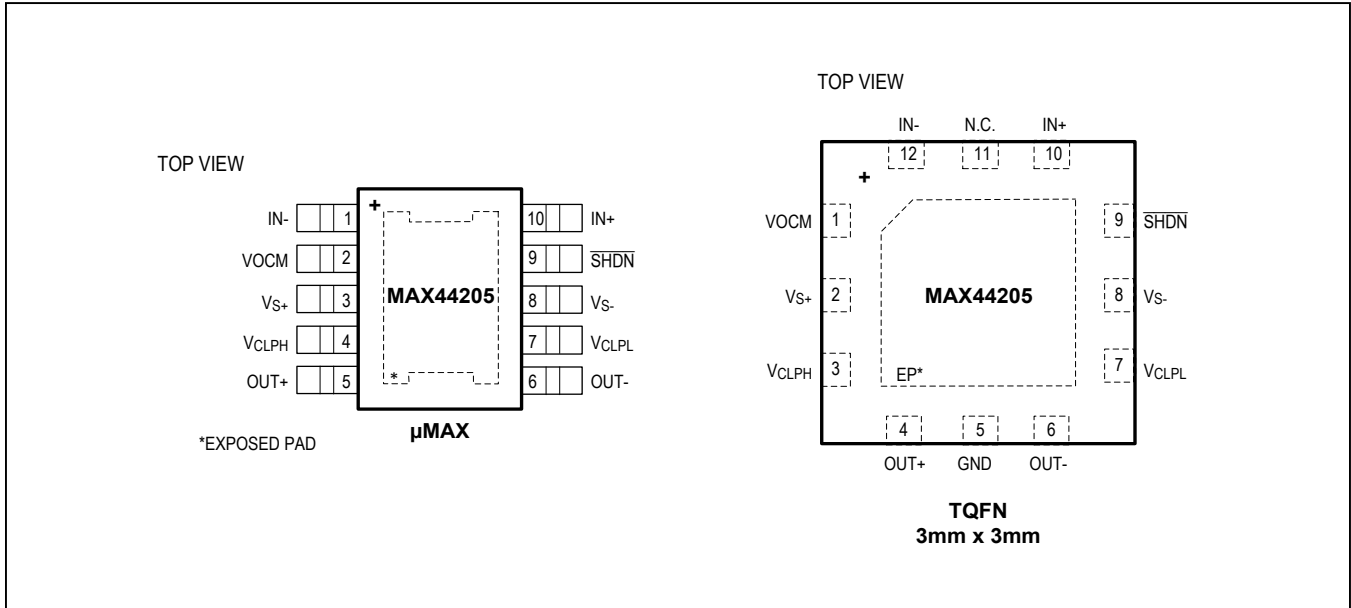 TOP VIEW
IN- 1
VOCM 2
VS+ 3
VCLPH 4
OUT+ 5
+
MAX44205
*
10 IN+
9 SHDN
8 VS-
7 VCLPL
6 OUT-
µMAX
*EXPOSED PAD
TOP VIEW
IN- N.C. IN+
12 11 10
+
VOCM 1
VS+ 2
VCLPH 3
MAX44205
EP*
9 SHDN
8 VS-
7 VCLPL
4 5 6
OUT+ GND OUT-
TQFN
3mm x 3mm